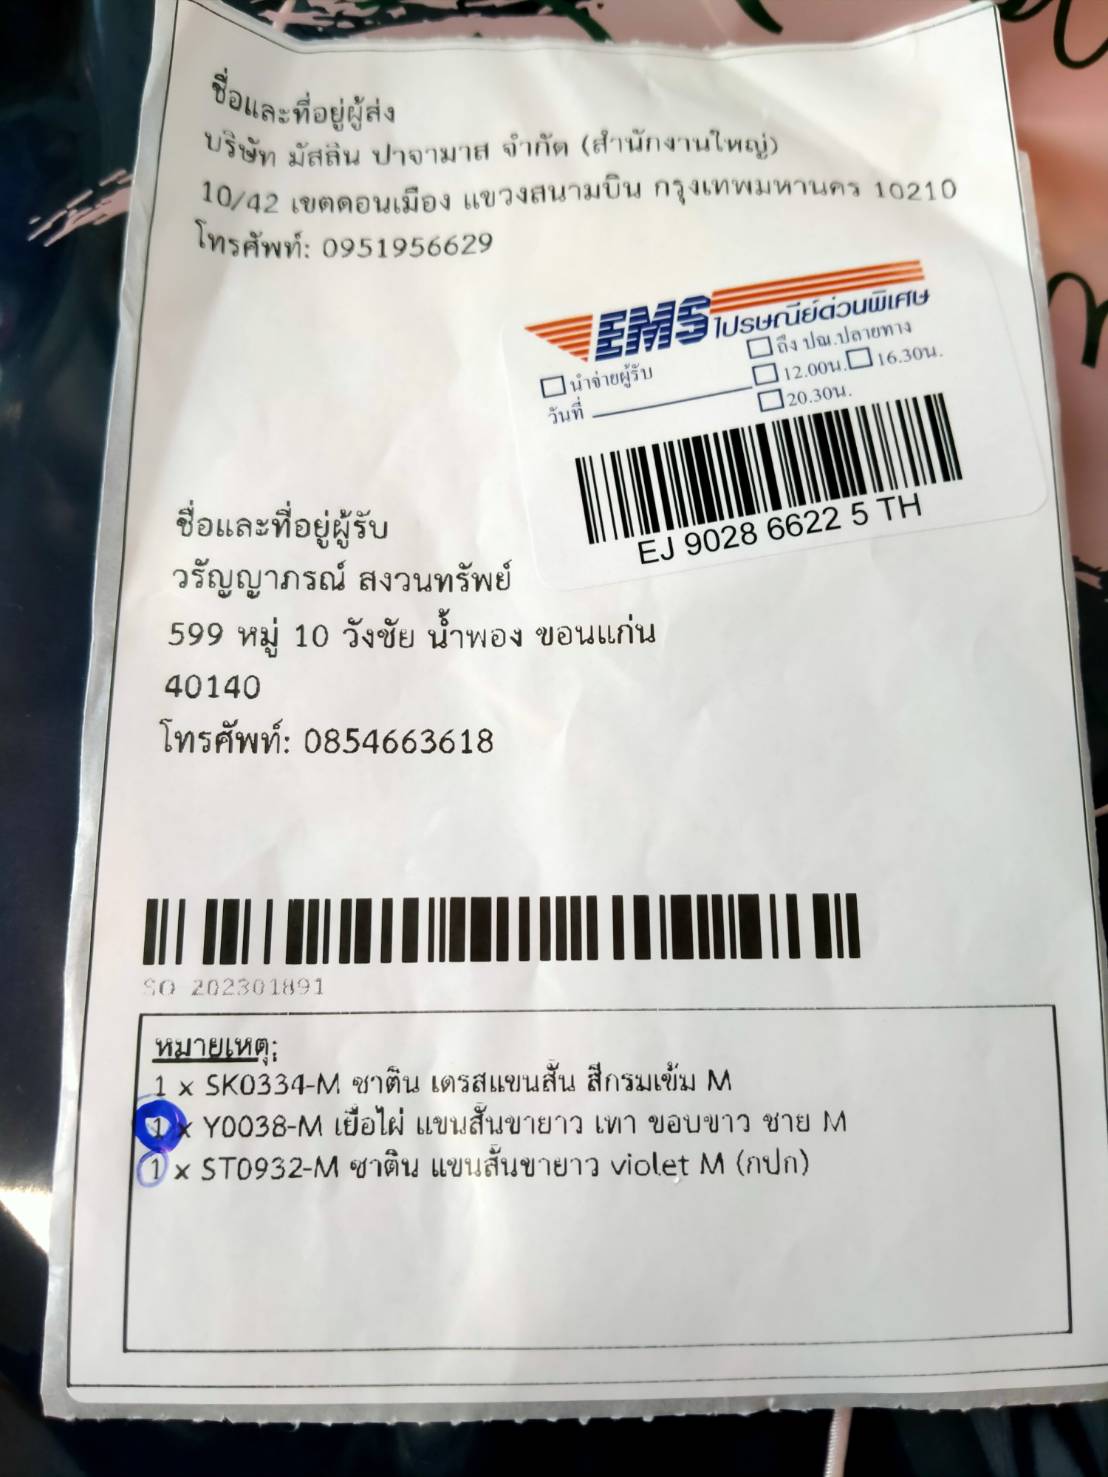 ชื่อและที่อยู่ผู้ส่ง
บริษัท มัสลิน ปาจามาส จำกัด (สำนักงานใหญ่)
10/42 เขตดอนเมือง แขวงสนามบิน กรุงเทพมหานคร 10210
โทรศัพท์: 0951956629
EMS ไปรษณีย์ด่วนพิเศษ
ถึง ปณ.ปลายทาง
นำจ่ายผู้รับ 12.00น. 16.30น.
วันที่ 20.30น.
EJ 9028 6622 5 TH
ชื่อและที่อยู่ผู้รับ
วรัญญาภรณ์ สงวนทรัพย์
599 หมู่ 10 วังชัย น้ำพอง ขอนแก่น
40140
โทรศัพท์: 0854663618
SO 202301891
หมายเหตุ:
1 x SK0334-M ซาติน เดรสแขนสั้น สีกรมเข้ม M
1 x Y0038-M เยื่อไผ่ แขนสั้นขายาว เทา ขอบขาว ชาย M
1 x ST0932-M ซาติน แขนสั้นขายาว violet M (กปก)